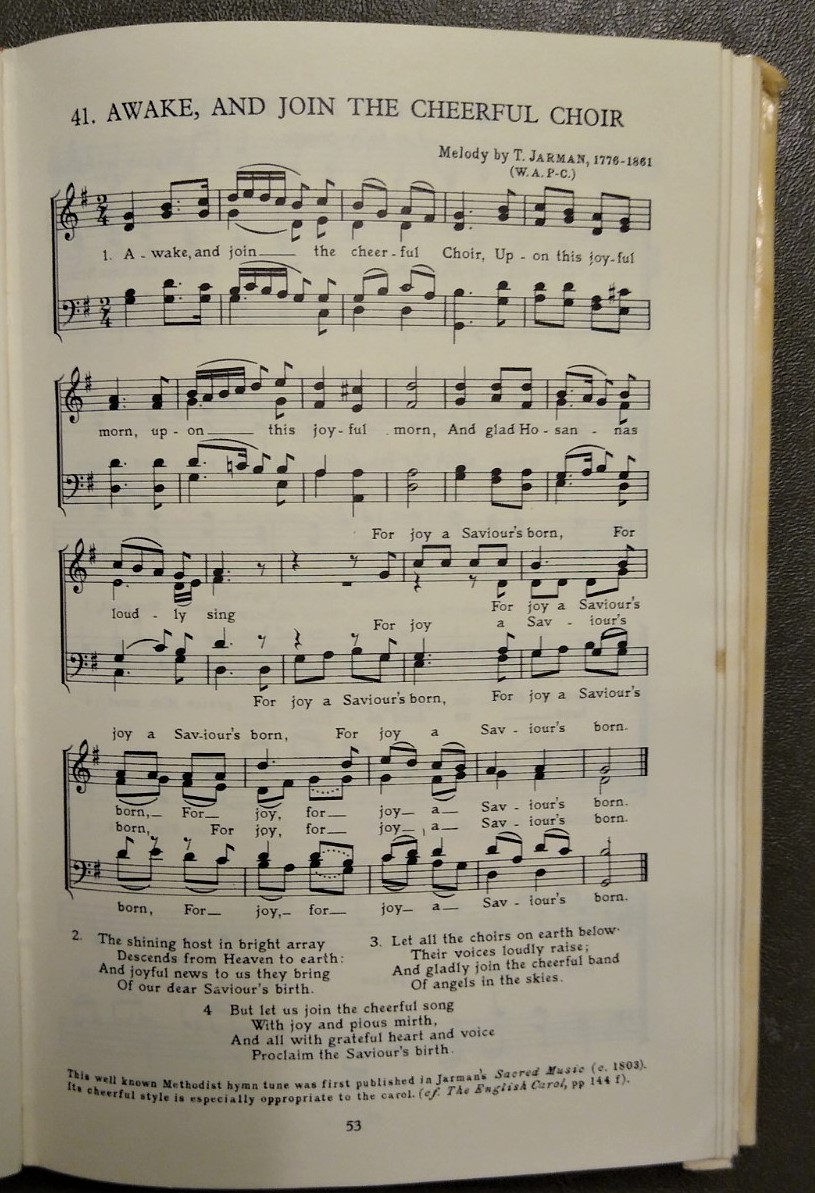 41. AWAKE, AND JOIN THE CHEERFUL CHOIR
Melody by T. JARMAN, 1776-1861
(W. A. P-C.)
1. A - wake, and join the cheer - ful Choir, Up - on this joy-ful
morn, up - on this joy - ful morn, And glad Ho - san - nas
For joy a Saviour's born, For
loud - ly sing For joy a Saviour's
For joy a Sav - iour's
For joy a Saviour's born, For joy a Saviour's
joy a Sav-iour's born, For joy a Sav - iour's born.
born, For joy, for joy a Sav - iour's born.
born, For joy, for joy, a Sav - iour's born.
born, For joy, for joy a Sav - iour's born.
2. The shining host in bright array
Descends from Heaven to earth:
And joyful news to us they bring
Of our dear Saviour's birth.
3. Let all the choirs on earth below
Their voices loudly raise;
And gladly join the cheerful band
Of angels in the skies.
4 But let us join the cheerful song
With joy and pious mirth,
And all with grateful heart and voice
Proclaim the Saviour's birth.
This well known Methodist hymn tune was first published in Jarman's Sacred Music (c. 1803).
Its cheerful style is especially oppropriate to the carol. (cf. The English Carol, pp 144 f).
53